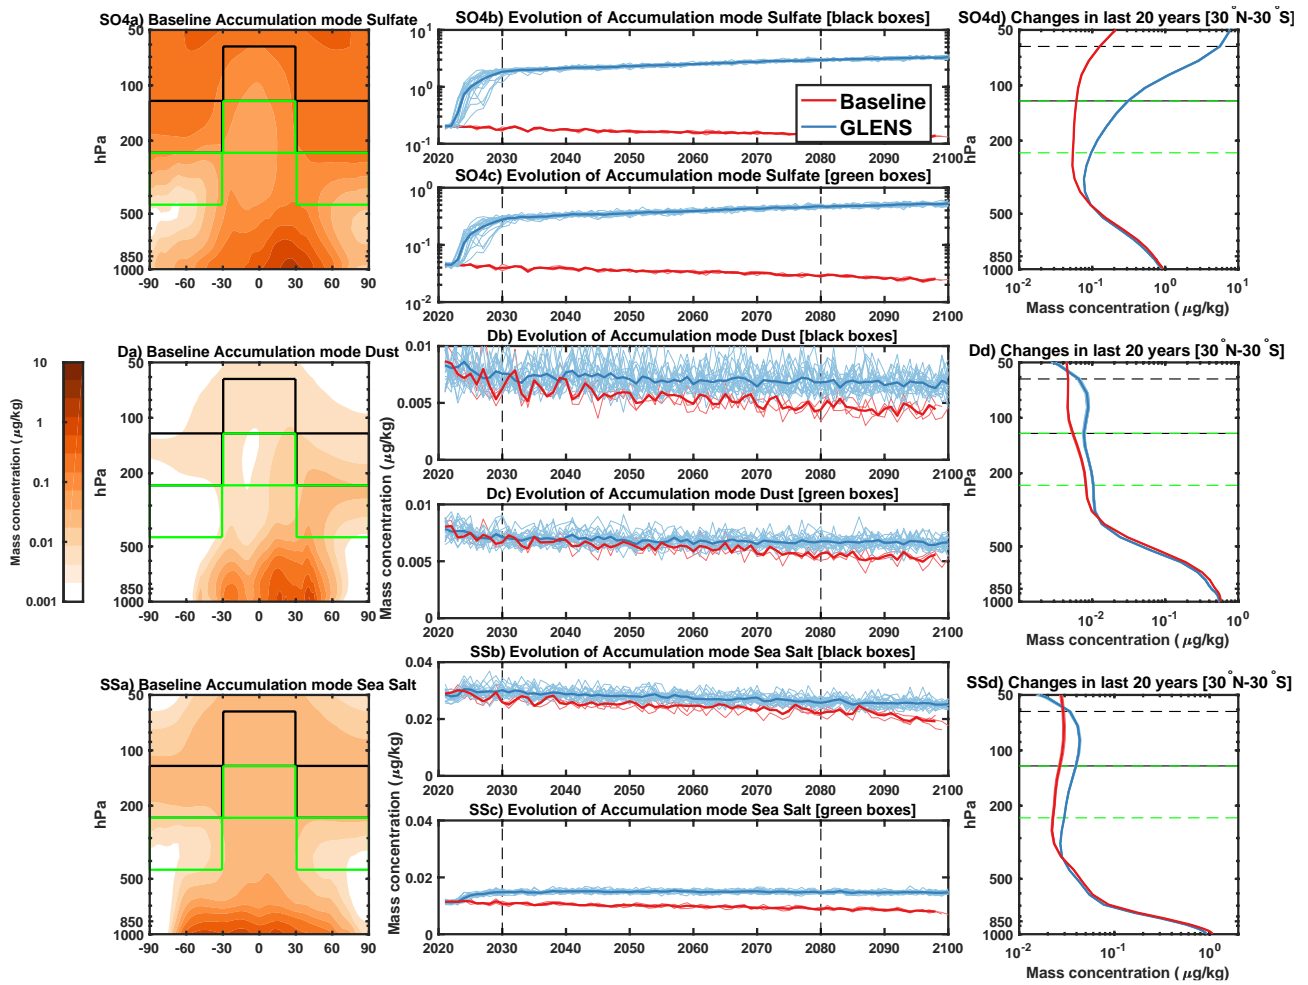 SO4a) Baseline Accumulation mode Sulfate
50
100
200
500
850
1000
hPa
-90 -60 -30 0 30 60 90
SO4b) Evolution of Accumulation mode Sulfate [black boxes]
10^1
10^0
10^-1
2020 2030 2040 2050 2060 2070 2080 2090 2100
Baseline
GLENS
SO4c) Evolution of Accumulation mode Sulfate [green boxes]
10^0
10^-1
10^-2
2020 2030 2040 2050 2060 2070 2080 2090 2100
SO4d) Changes in last 20 years [30°N-30°S]
50
100
200
500
850
1000
hPa
10^-2 10^-1 10^0 10^1
Mass concentration ( μg/kg)
10
1
0.1
0.01
0.001
Mass concentration ( μg/kg)
Da) Baseline Accumulation mode Dust
50
100
200
500
850
1000
hPa
-90 -60 -30 0 30 60 90
Db) Evolution of Accumulation mode Dust [black boxes]
0.01
0.005
0
2020 2030 2040 2050 2060 2070 2080 2090 2100
Dc) Evolution of Accumulation mode Dust [green boxes]
0.01
0.005
0
2020 2030 2040 2050 2060 2070 2080 2090 2100
Mass concentration ( μg/kg)
Dd) Changes in last 20 years [30°N-30°S]
50
100
200
500
850
1000
hPa
10^-2 10^-1 10^0
Mass concentration ( μg/kg)
SSa) Baseline Accumulation mode Sea Salt
50
100
200
500
850
1000
hPa
-90 -60 -30 0 30 60 90
SSb) Evolution of Accumulation mode Sea Salt [black boxes]
0.04
0.02
0
2020 2030 2040 2050 2060 2070 2080 2090 2100
SSc) Evolution of Accumulation mode Sea Salt [green boxes]
0.04
0.02
0
2020 2030 2040 2050 2060 2070 2080 2090 2100
Mass concentration ( μg/kg)
SSd) Changes in last 20 years [30°N-30°S]
50
100
200
500
850
1000
hPa
10^-2 10^-1 10^0
Mass concentration ( μg/kg)